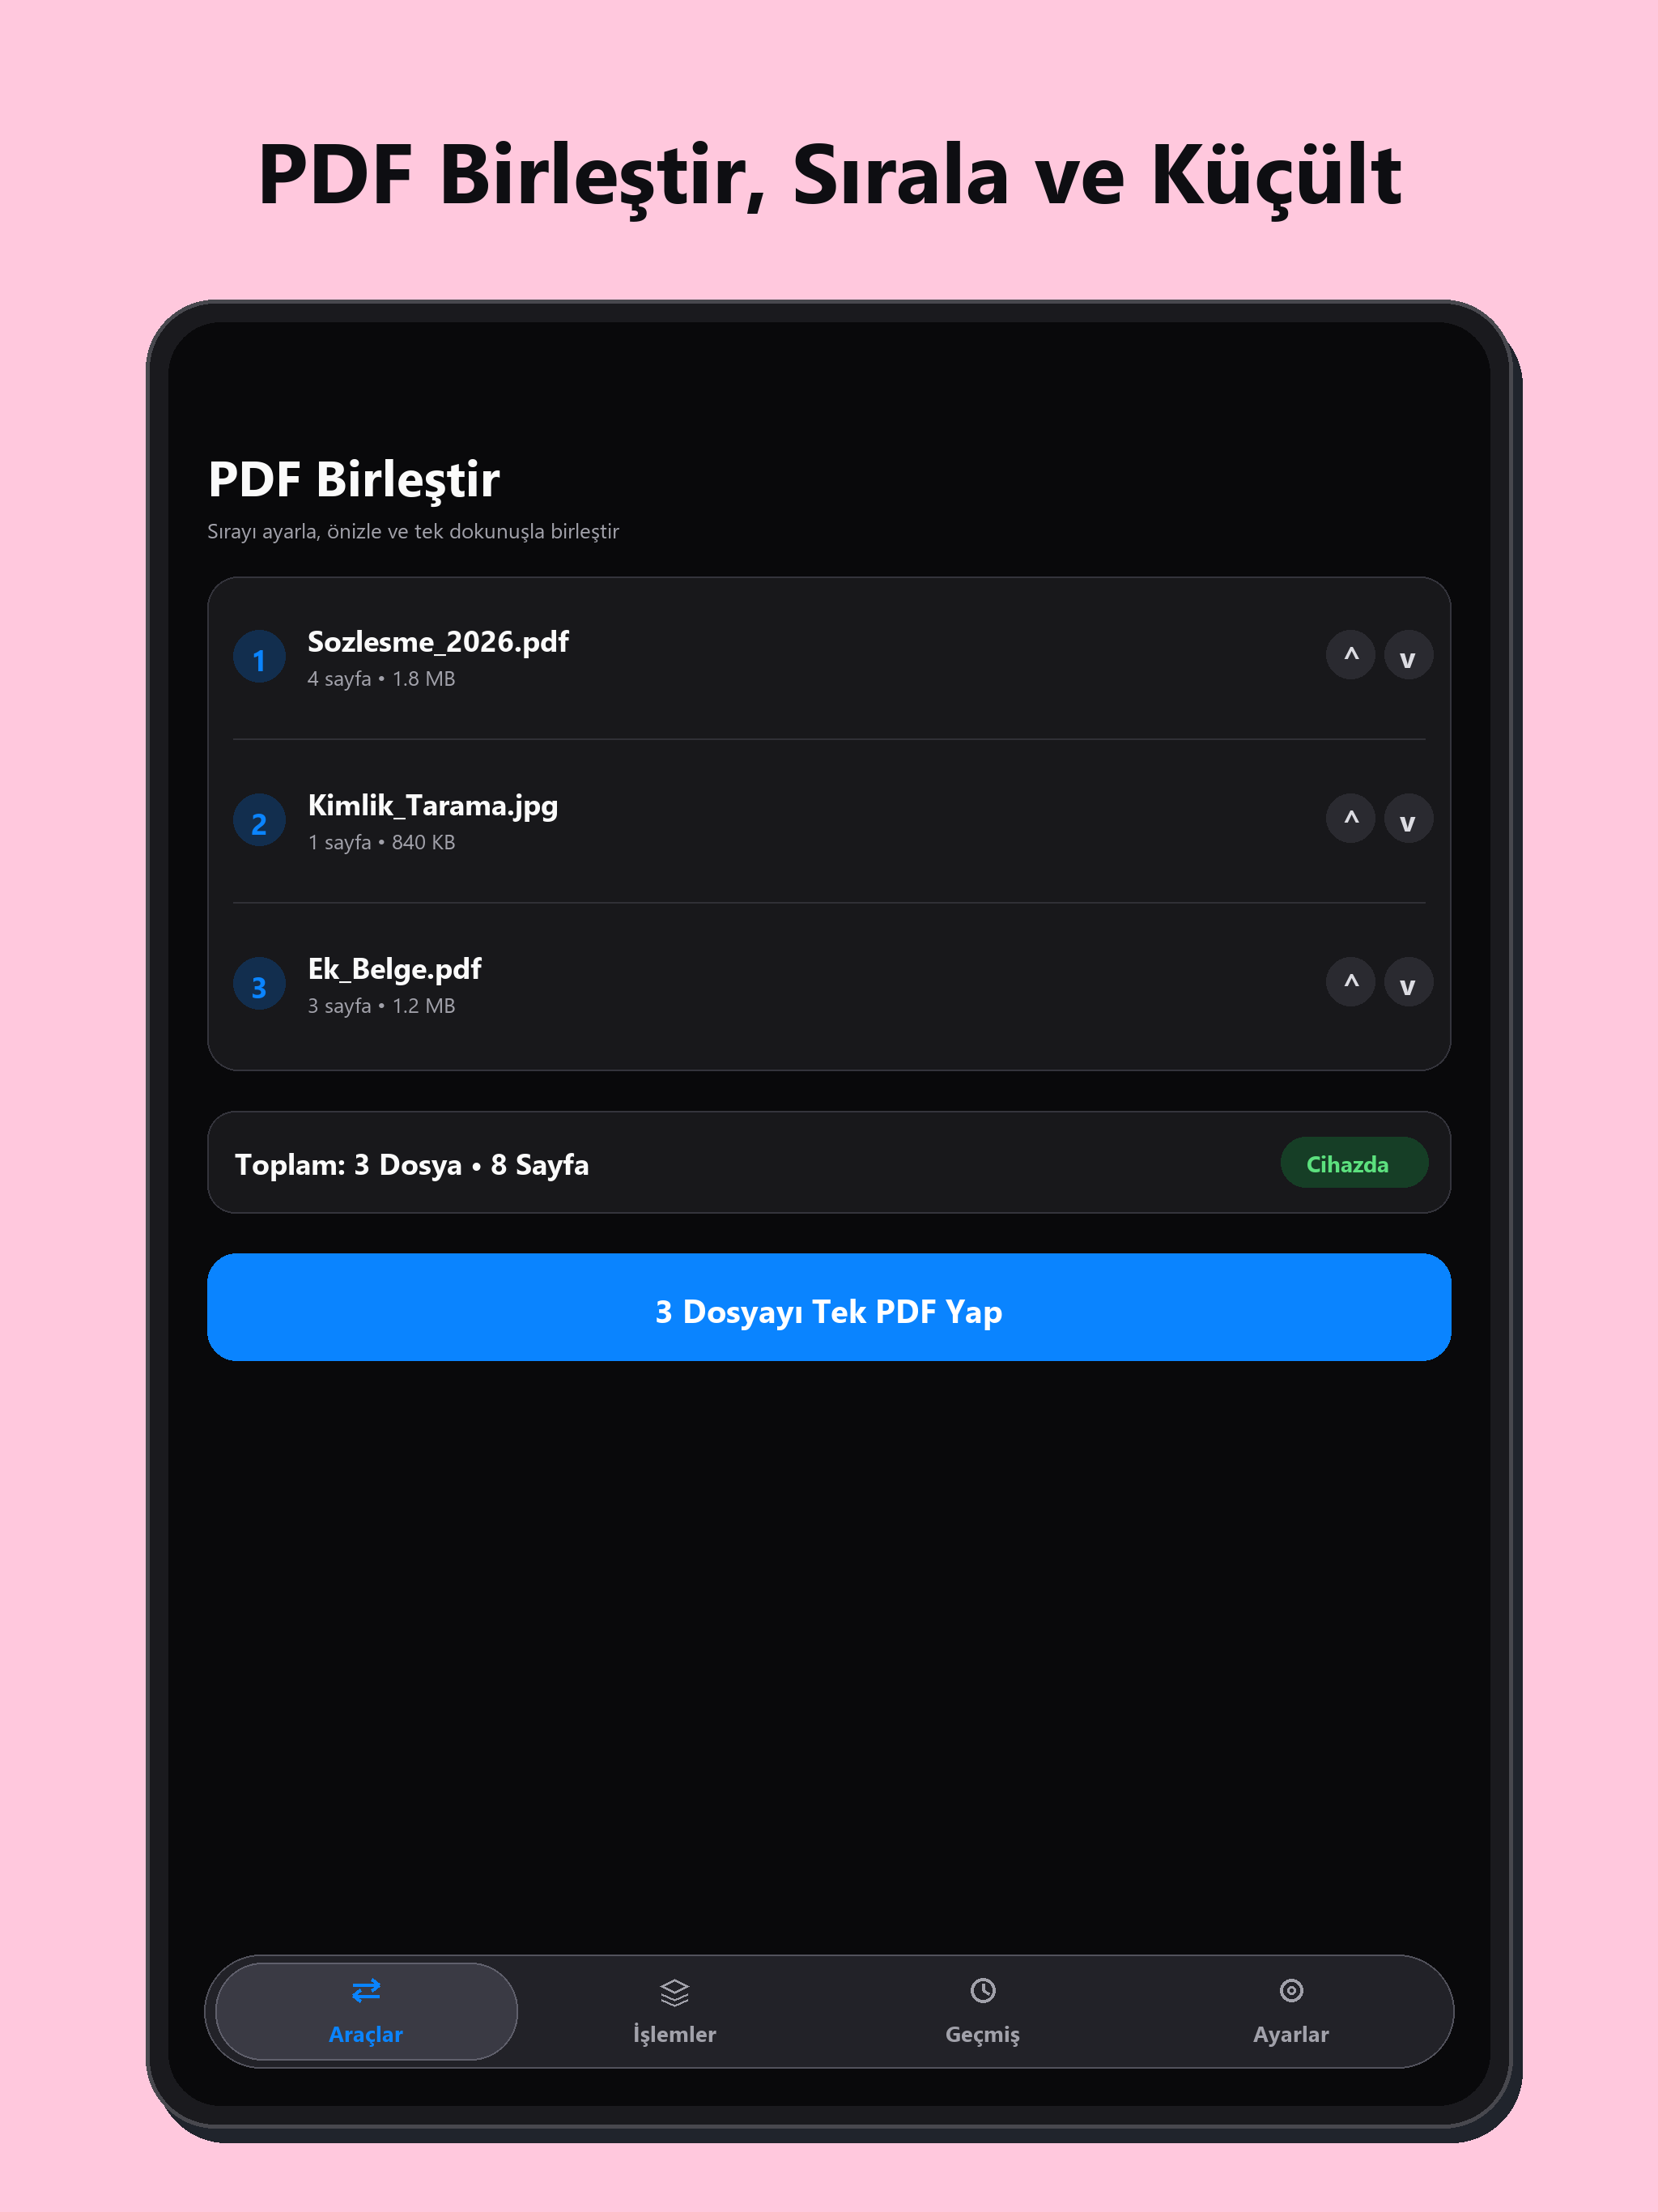 PDF Birleştir, Sırala ve Küçült
PDF Birleştir
Sırayı ayarla, önizle ve tek dokunuşla birleştir
1
Sozlesme_2026.pdf
4 sayfa • 1.8 MB
^ v
2
Kimlik_Tarama.jpg
1 sayfa • 840 KB
^ v
3
Ek_Belge.pdf
3 sayfa • 1.2 MB
^ v
Toplam: 3 Dosya • 8 Sayfa
Cihazda
3 Dosyayı Tek PDF Yap
Araçlar
İşlemler
Geçmiş
Ayarlar